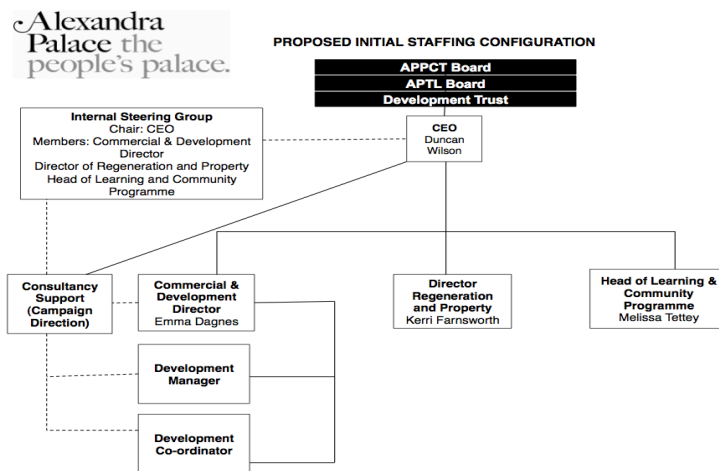 Alexandra
Palace the
people's palace.
PROPOSED INITIAL STAFFING CONFIGURATION
APPCT Board
APTL Board
Development Trust
Internal Steering Group
Chair: CEO
Members: Commercial & Development
Director
Director of Regeneration and Property
Head of Learning and Community
Programme
CEO
Duncan
Wilson
Consultancy
Support
(Campaign
Direction)
Commercial &
Development
Director
Emma Dagnes
Director
Regeneration
and Property
Kerri Farnsworth
Head of Learning &
Community
Programme
Melissa Tettey
Development
Manager
Development
Co-ordinator